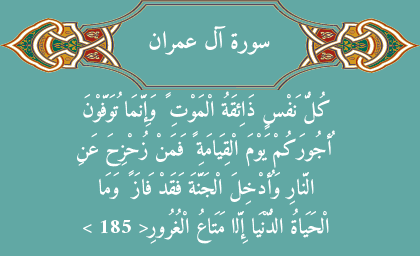 سورة آل عمران
كُلُّ نَفْسٍ ذَائِقَةُ الْمَوْتِ ۗ وَإِنَّمَا تُوَفَّوْنَ
أُجُورَكُمْ يَوْمَ الْقِيَامَةِ ۖ فَمَنْ زُحْزِحَ عَنِ
النَّارِ وَأُدْخِلَ الْجَنَّةَ فَقَدْ فَازَ ۗ وَمَا
الْحَيَاةُ الدُّنْيَا إِلَّا مَتَاعُ الْغُرُورِ< 185 >